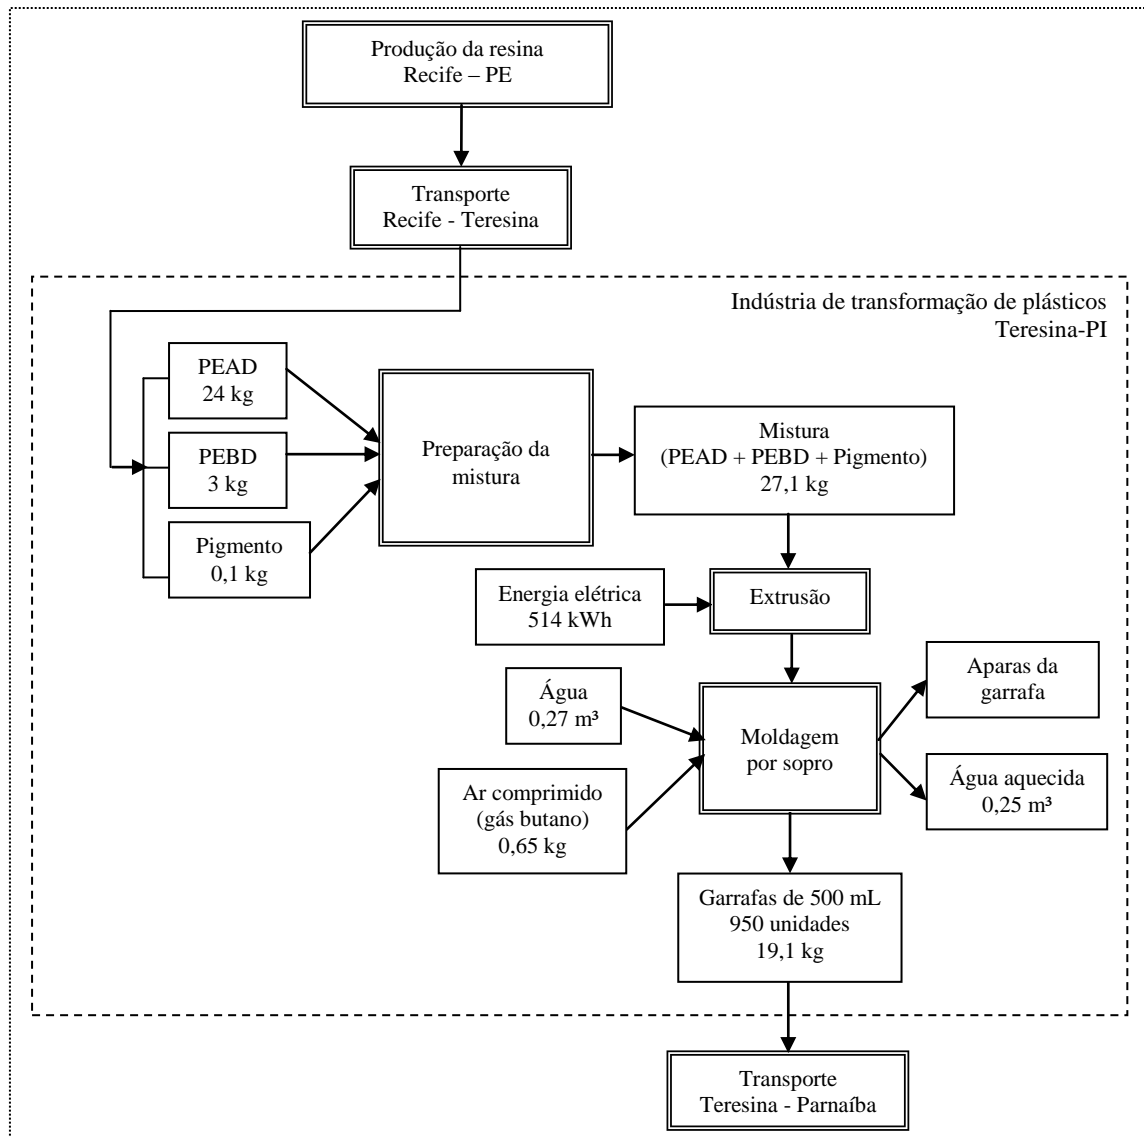 Produção da resina
Recife – PE
Transporte
Recife - Teresina
Indústria de transformação de plásticos
Teresina-PI
PEAD
24 kg
PEBD
3 kg
Pigmento
0,1 kg
Preparação da
mistura
Mistura
(PEAD + PEBD + Pigmento)
27,1 kg
Energia elétrica
514 kWh
Extrusão
Água
0,27 m³
Ar comprimido
(gás butano)
0,65 kg
Moldagem
por sopro
Aparas da
garrafa
Água aquecida
0,25 m³
Garrafas de 500 mL
950 unidades
19,1 kg
Transporte
Teresina - Parnaíba